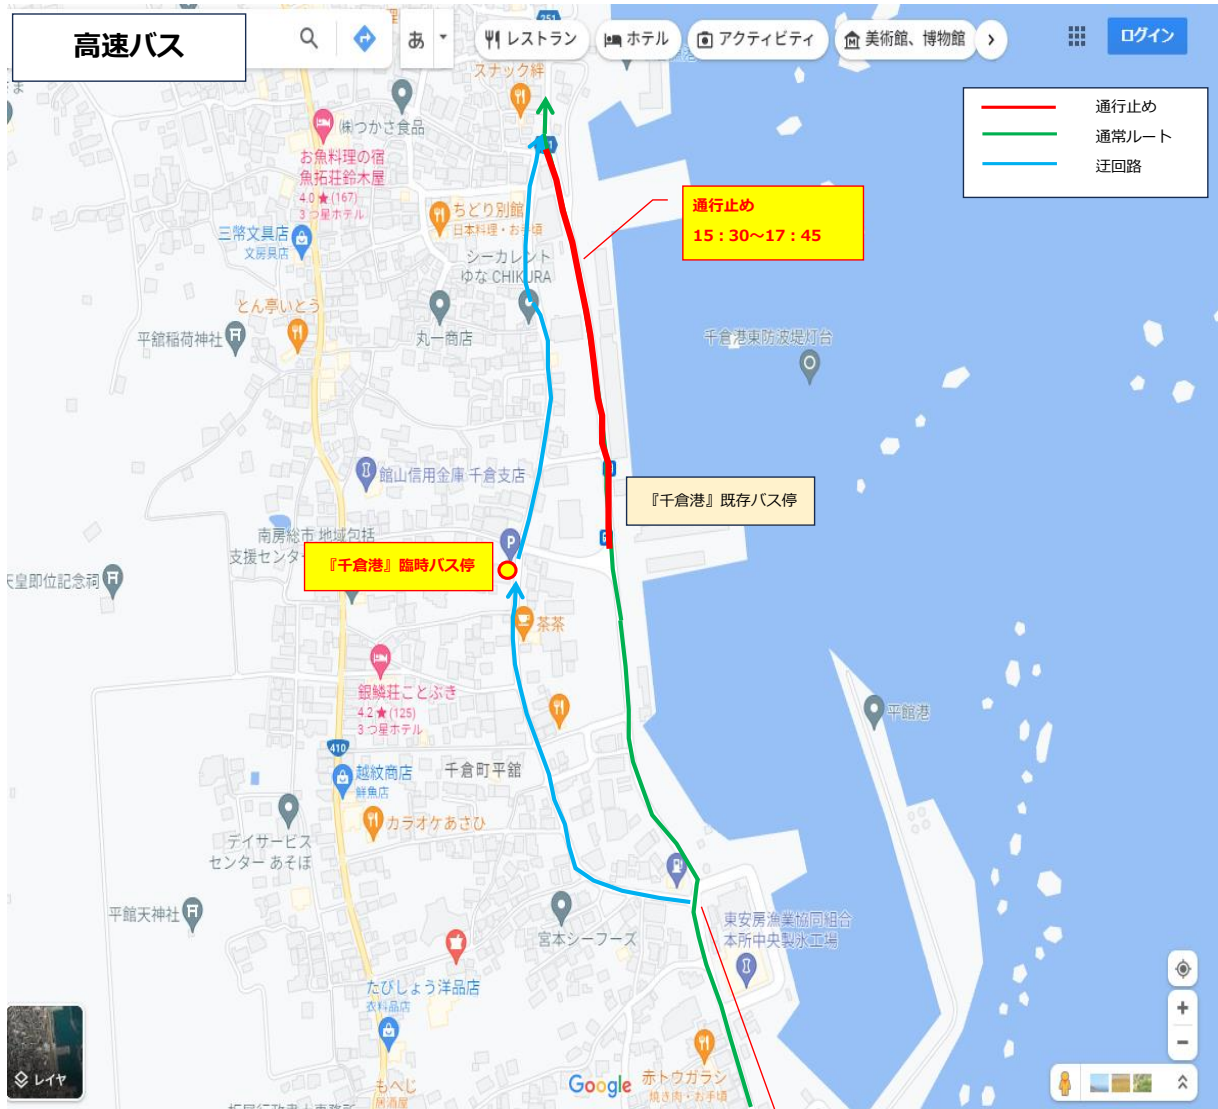 高速バス
あ
レストラン
ホテル
アクティビティ
美術館、博物館
ログイン
251
スナック絆
通行止め
通常ルート
迂回路
㈱つかさ食品
お魚料理の宿
魚拓荘鈴木屋
4.0★(167)
3 つ星ホテル
ちどり別館
日本料理・お手頃
通行止め
15：30～17：45
三幣文具店
文房具店
シーカレント
ゆな CHIKURA
とん亭いとう
平舘稲荷神社
丸一商店
千倉港東防波堤灯台
館山信用金庫 千倉支店
『千倉港』既存バス停
南房総市 地域包括
支援センター
P
『千倉港』臨時バス停
天皇即位記念祠
茶茶
銀鱗荘ことぶき
4.2★(125)
3 つ星ホテル
平館港
410
越紋商店
鮮魚店
千倉町平舘
カラオケあさひ
デイサービス
センター あそぼ
平舘天神社
宮本シーフーズ
東安房漁業協同組合
本所中央製氷工場
たびしょう洋品店
衣料品店
もへじ
居酒屋
Google
赤トウガラシ
焼き肉・お手頃
レイヤ